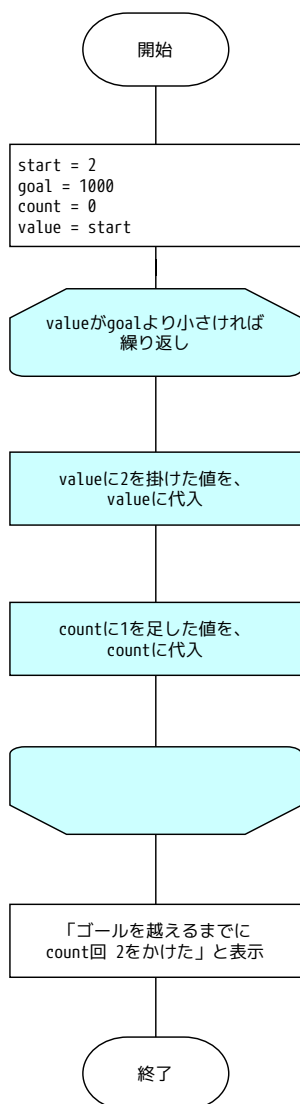 開始
start = 2
goal = 1000
count = 0
value = start
valueがgoalより小さければ
繰り返し
valueに2を掛けた値を、
valueに代入
countに1を足した値を、
countに代入
「ゴールを越えるまでに
count回 2をかけた」と表示
終了